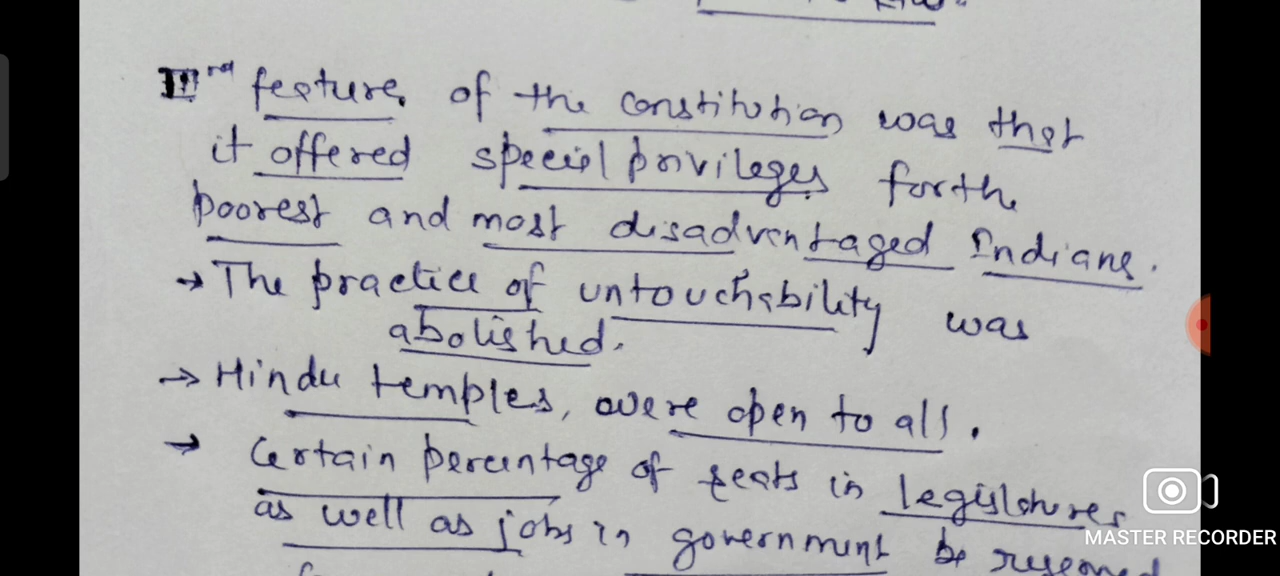 IIIrd feature of the constitution was that
it offered special privileges for the
poorest and most disadventaged Indians.
→ The practice of untouchability was
abolished.
→ Hindu temples, were open to all.
→ Certain percentage of seats in legislatures
as well as jobs in government be reserved
MASTER RECORDER